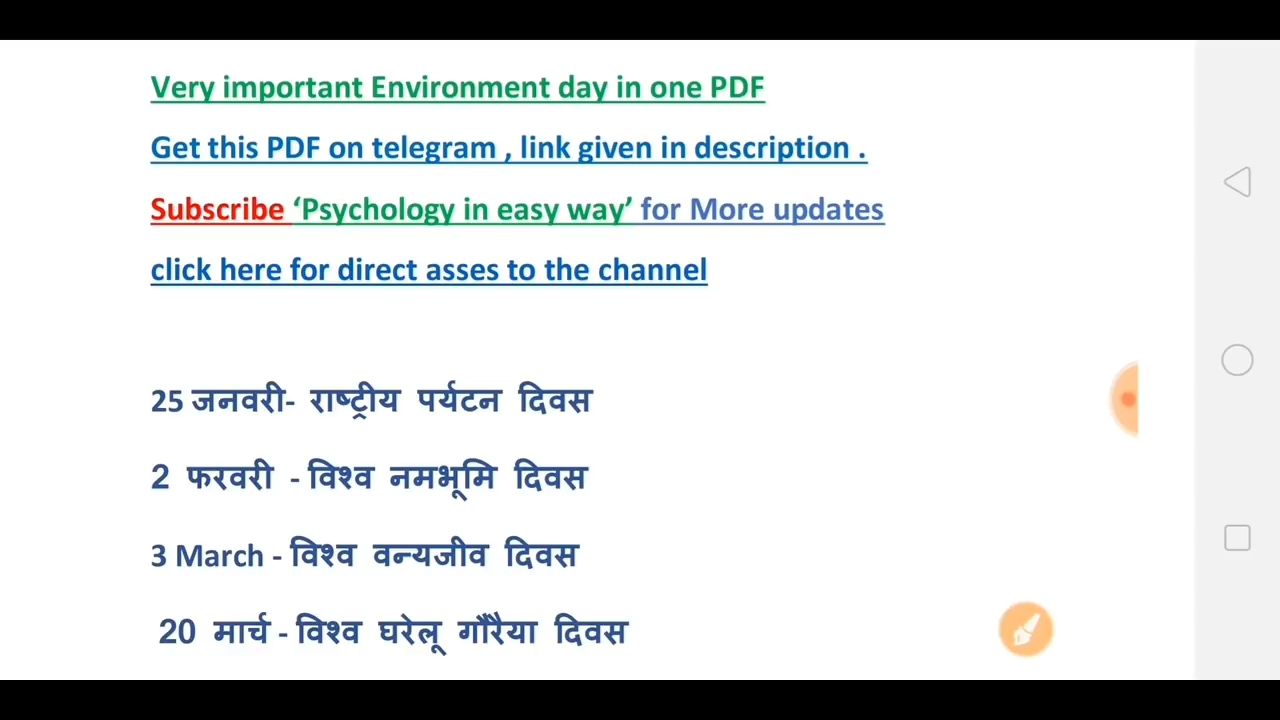 Very important Environment day in one PDF
Get this PDF on telegram , link given in description .
Subscribe ‘Psychology in easy way’ for More updates
click here for direct asses to the channel
25 जनवरी- राष्ट्रीय पर्यटन दिवस
2 फरवरी - विश्व नमभूमि दिवस
3 March - विश्व वन्यजीव दिवस
20 मार्च - विश्व घरेलू गौरैया दिवस